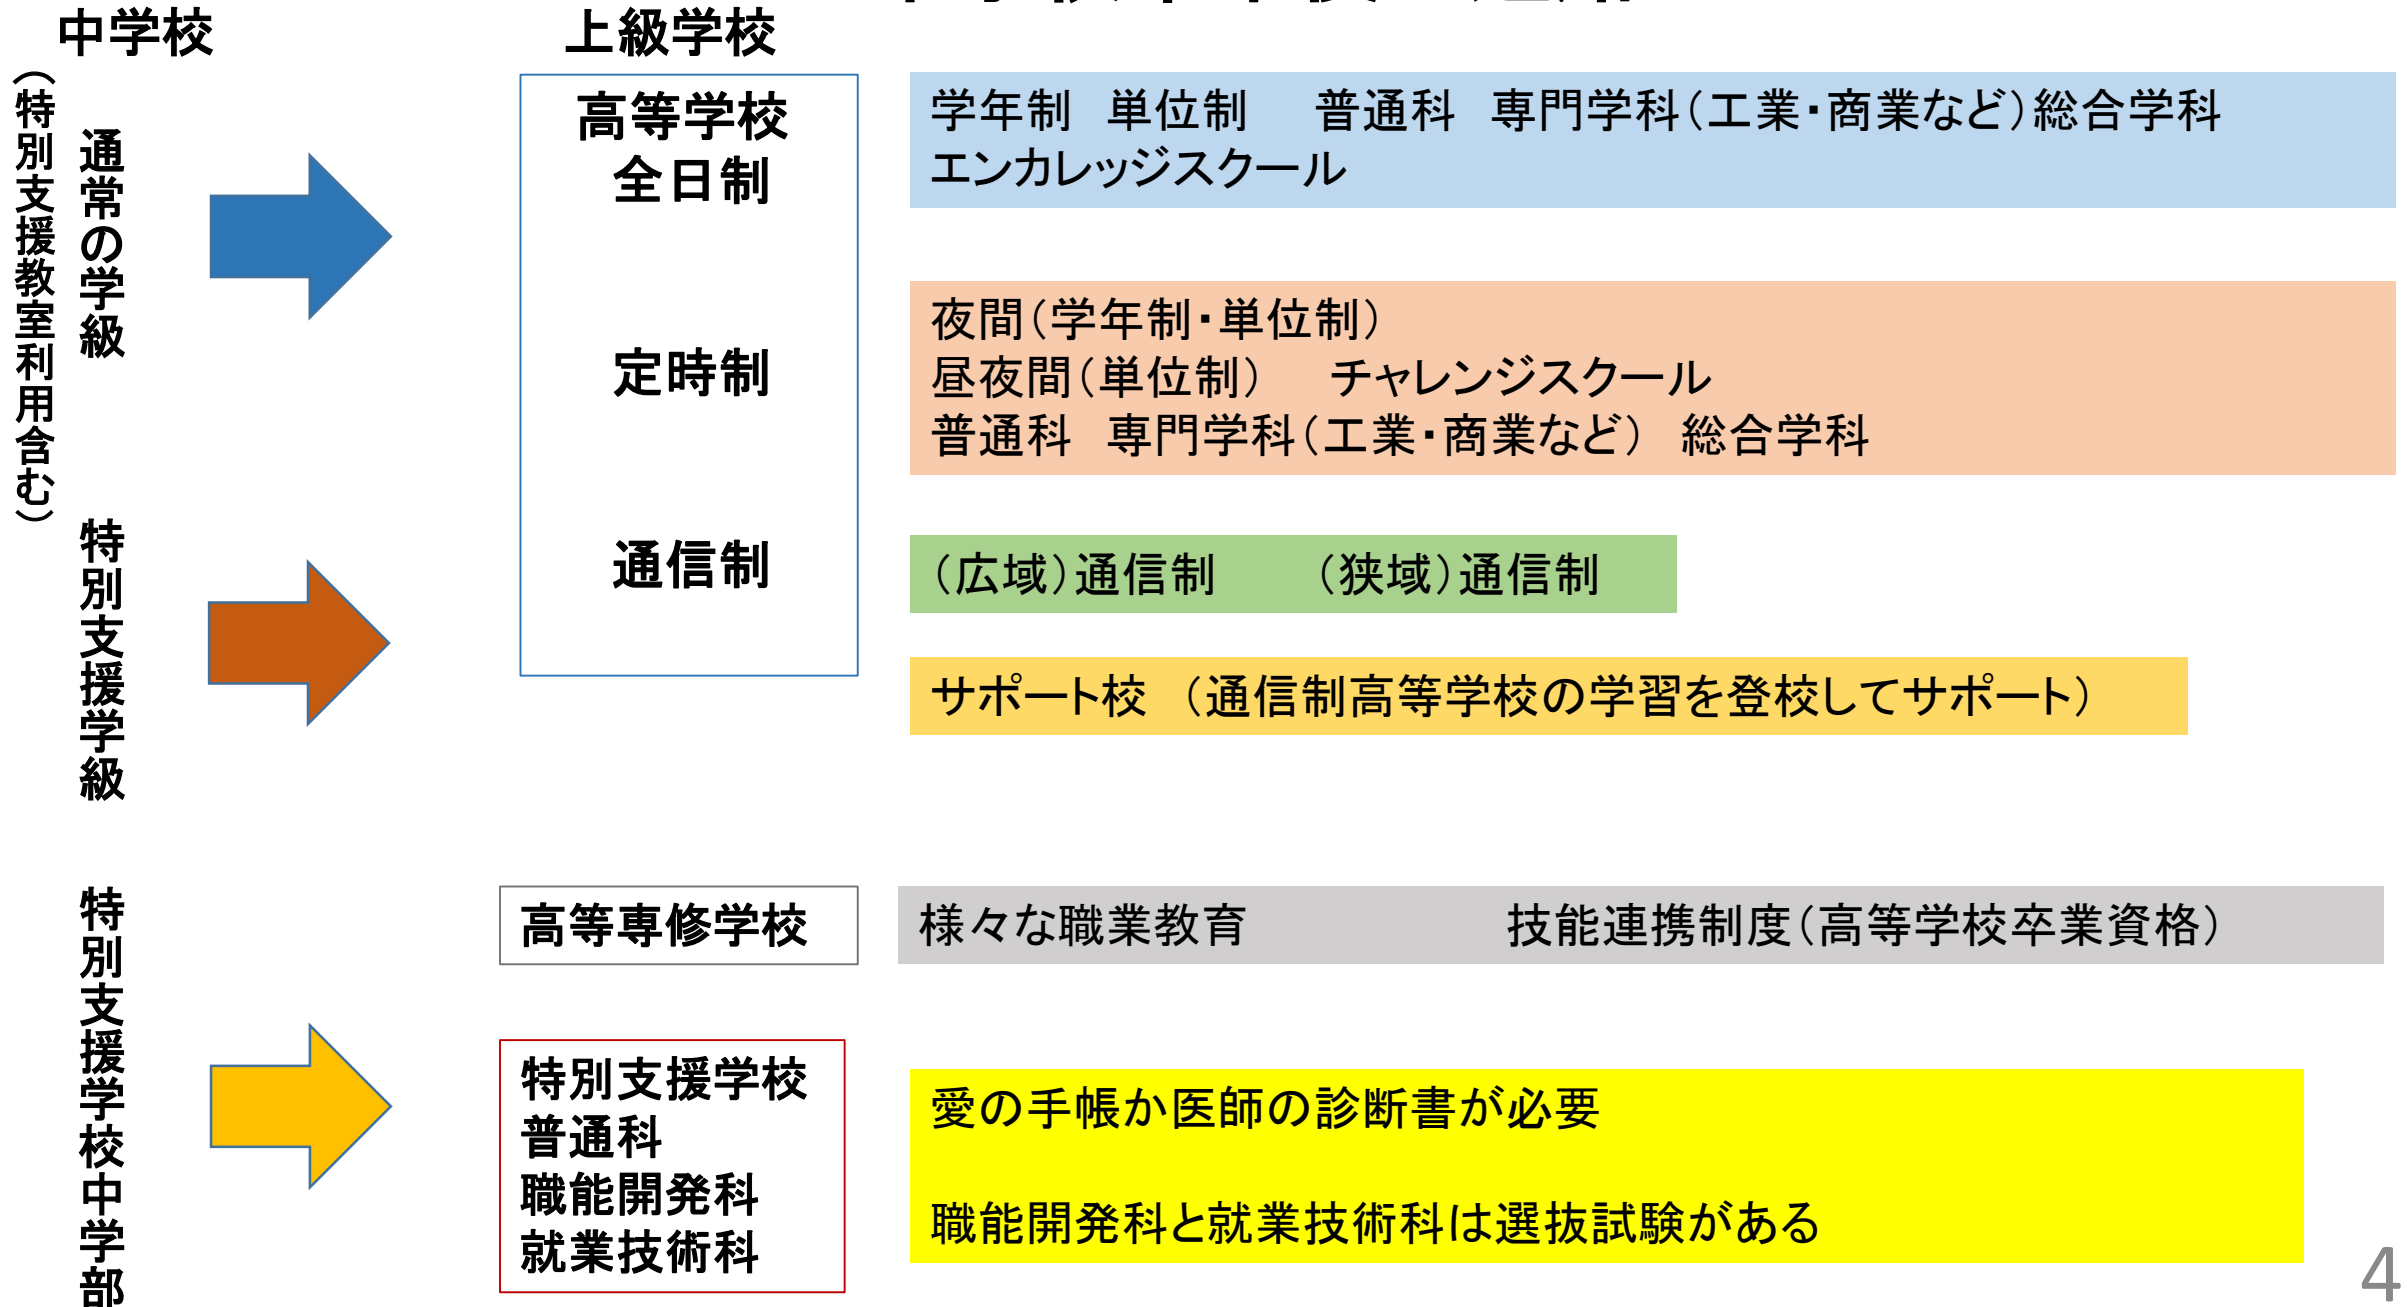 中学校
上級学校
（特別支援教室利用含む）
通常の学級
特別支援学級
特別支援学校中学部
高等学校
全日制
定時制
通信制
学年制　単位制　　普通科　専門学科（工業・商業など）総合学科
エンカレッジスクール
夜間（学年制・単位制）
昼夜間（単位制）　チャレンジスクール
普通科　専門学科（工業・商業など）　総合学科
（広域）通信制　　（狭域）通信制
サポート校　（通信制高等学校の学習を登校してサポート）
高等専修学校
様々な職業教育　　　　　技能連携制度（高等学校卒業資格）
特別支援学校
普通科
職能開発科
就業技術科
愛の手帳か医師の診断書が必要
職能開発科と就業技術科は選抜試験がある
4